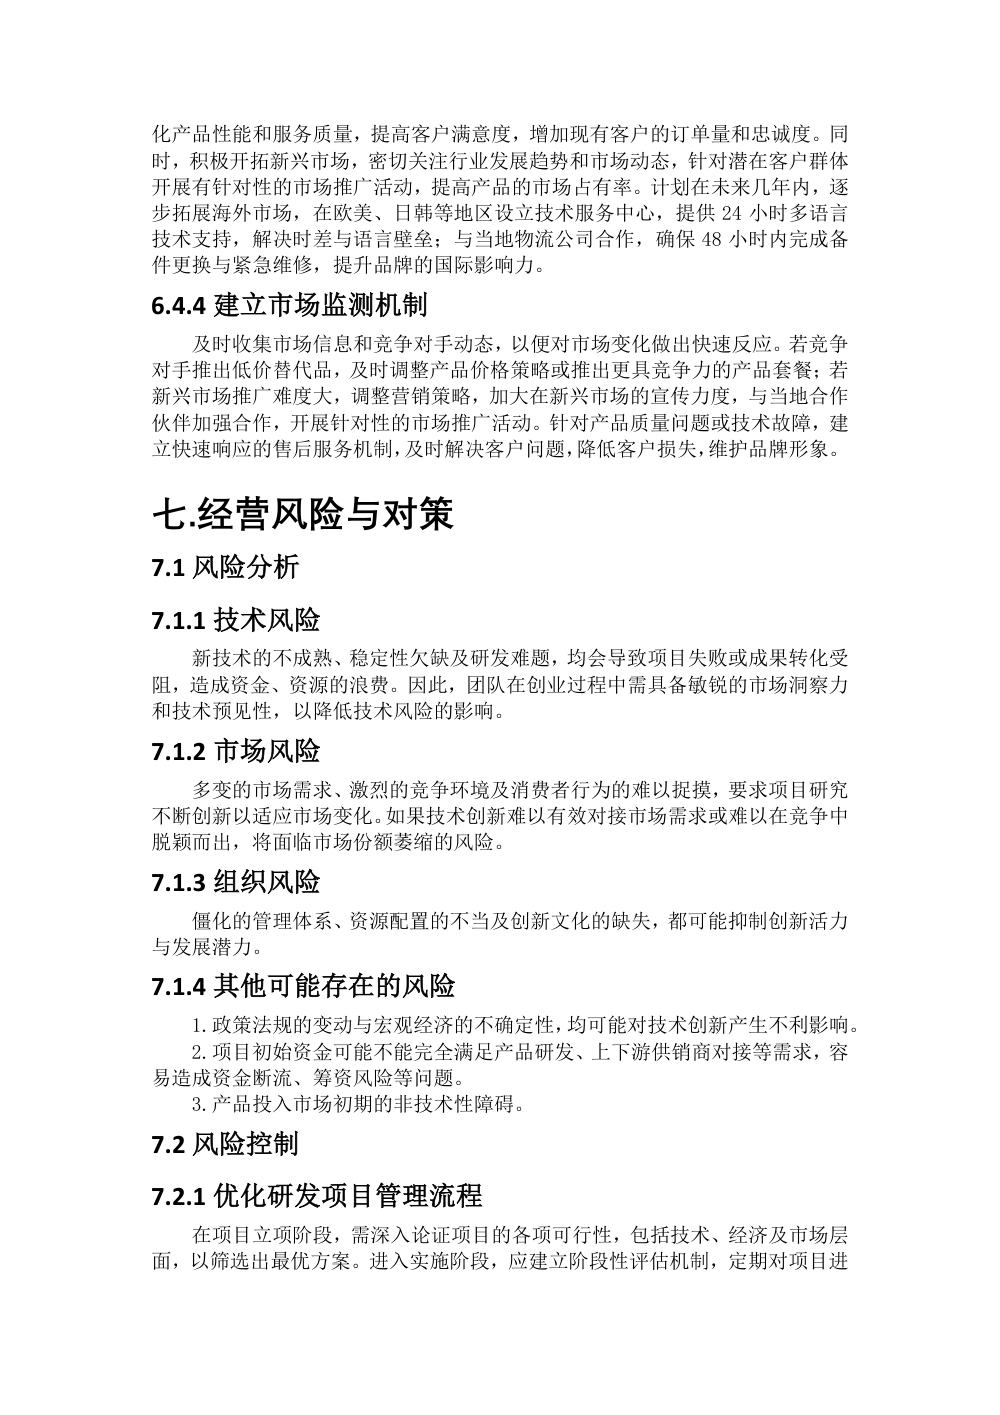 化产品性能和服务质量，提高客户满意度，增加现有客户的订单量和忠诚度。同
时，积极开拓新兴市场，密切关注行业发展趋势和市场动态，针对潜在客户群体
开展有针对性的市场推广活动，提高产品的市场占有率。计划在未来几年内，逐
步拓展海外市场，在欧美、日韩等地区设立技术服务中心，提供 24 小时多语言
技术支持，解决时差与语言壁垒；与当地物流公司合作，确保 48 小时内完成备
件更换与紧急维修，提升品牌的国际影响力。
6.4.4 建立市场监测机制
及时收集市场信息和竞争对手动态，以便对市场变化做出快速反应。若竞争
对手推出低价替代品，及时调整产品价格策略或推出更具竞争力的产品套餐；若
新兴市场推广难度大，调整营销策略，加大在新兴市场的宣传力度，与当地合作
伙伴加强合作，开展针对性的市场推广活动。针对产品质量问题或技术故障，建
立快速响应的售后服务机制，及时解决客户问题，降低客户损失，维护品牌形象。
七.经营风险与对策
7.1 风险分析
7.1.1 技术风险
新技术的不成熟、稳定性欠缺及研发难题，均会导致项目失败或成果转化受
阻，造成资金、资源的浪费。因此，团队在创业过程中需具备敏锐的市场洞察力
和技术预见性，以降低技术风险的影响。
7.1.2 市场风险
多变的市场需求、激烈的竞争环境及消费者行为的难以捉摸，要求项目研究
不断创新以适应市场变化。如果技术创新难以有效对接市场需求或难以在竞争中
脱颖而出，将面临市场份额萎缩的风险。
7.1.3 组织风险
僵化的管理体系、资源配置的不当及创新文化的缺失，都可能抑制创新活力
与发展潜力。
7.1.4 其他可能存在的风险
1.政策法规的变动与宏观经济的不确定性，均可能对技术创新产生不利影响。
2.项目初始资金可能不能完全满足产品研发、上下游供销商对接等需求，容
易造成资金断流、筹资风险等问题。
3.产品投入市场初期的非技术性障碍。
7.2 风险控制
7.2.1 优化研发项目管理流程
在项目立项阶段，需深入论证项目的各项可行性，包括技术、经济及市场层
面，以筛选出最优方案。进入实施阶段，应建立阶段性评估机制，定期对项目进